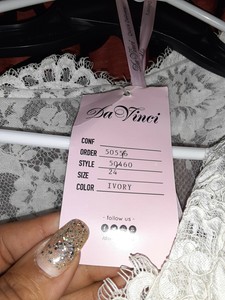 DaVinci
CONF
ORDER 50556
STYLE 50460
SIZE 24
COLOR IVORY
- follow us -